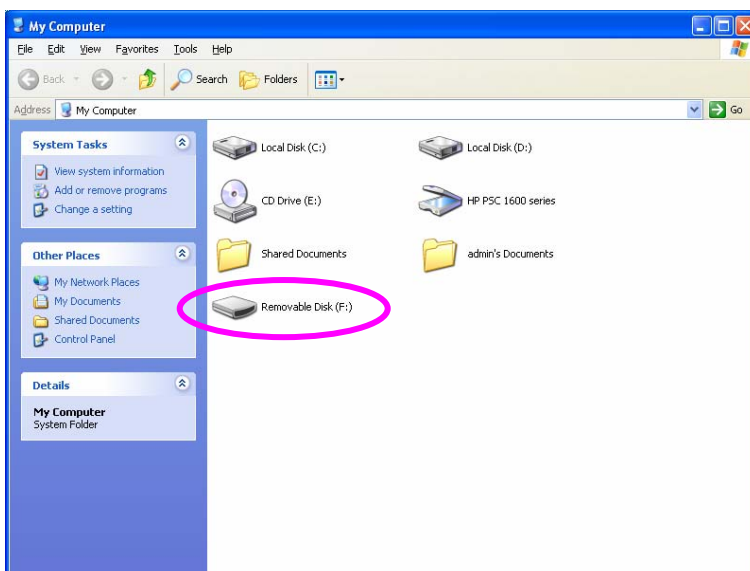 My Computer
File Edit View Favorites Tools Help
Back Search Folders
Address My Computer Go
System Tasks
View system information
Add or remove programs
Change a setting
Other Places
My Network Places
My Documents
Shared Documents
Control Panel
Details
My Computer
System Folder
Local Disk (C:) Local Disk (D:)
CD Drive (E:) HP PSC 1600 series
Shared Documents admin's Documents
Removable Disk (F:)